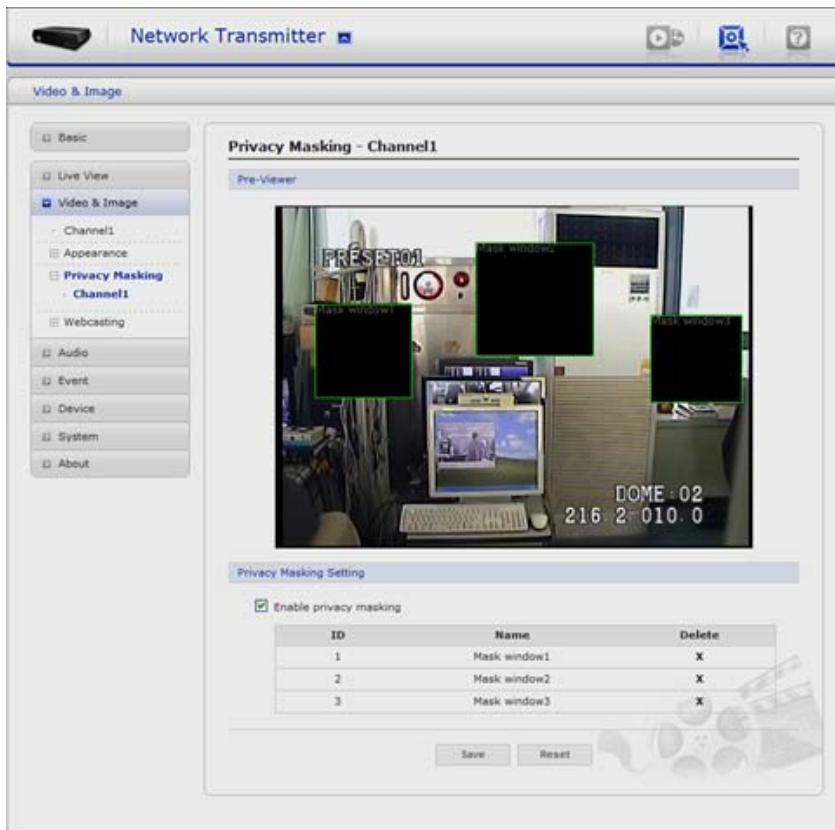 Network Transmitter
Video & Image
Basic
Live View
Video & Image
Channel1
Appearance
Privacy Masking
Channel1
Webcasting
Audio
Event
Device
System
About
Privacy Masking - Channel1
Pre-Viewer
PRÉSET01
Mask window2
Mask window1
Mask window3
DOME:02
216 2 010.0
Privacy Masking Setting
Enable privacy masking
ID Name Delete
1 Mask window1 X
2 Mask window2 X
3 Mask window3 X
Save Reset